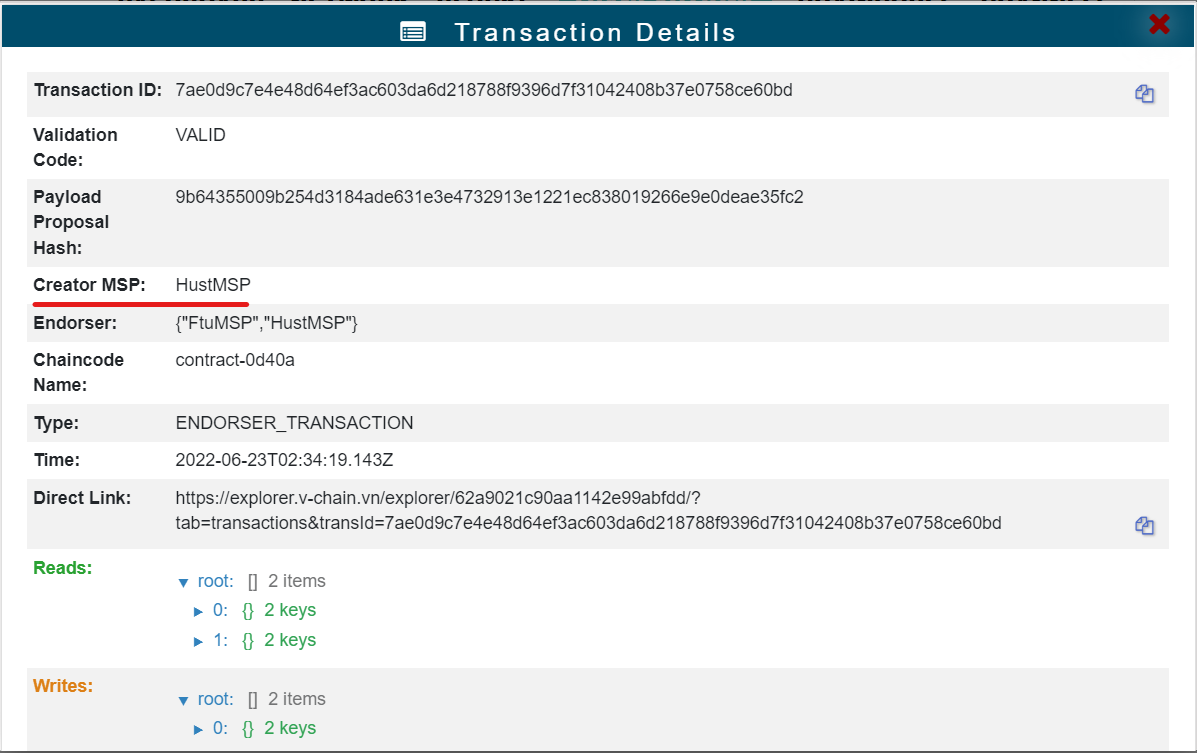 Transaction Details
Transaction ID: 7ae0d9c7e4e48d64ef3ac603da6d218788f9396d7f31042408b37e0758ce60bd
Validation Code: VALID
Payload Proposal Hash: 9b64355009b254d3184ade631e3e4732913e1221ec838019266e9e0deae35fc2
Creator MSP: HustMSP
Endorser: {"FtuMSP","HustMSP"}
Chaincode Name: contract-0d40a
Type: ENDORSER_TRANSACTION
Time: 2022-06-23T02:34:19.143Z
Direct Link: https://explorer.v-chain.vn/explorer/62a9021c90aa1142e99abfdd/?
tab=transactions&transId=7ae0d9c7e4e48d64ef3ac603da6d218788f9396d7f31042408b37e0758ce60bd
Reads:
▼ root: [] 2 items
► 0: {} 2 keys
► 1: {} 2 keys
Writes:
▼ root: [] 2 items
► 0: {} 2 keys